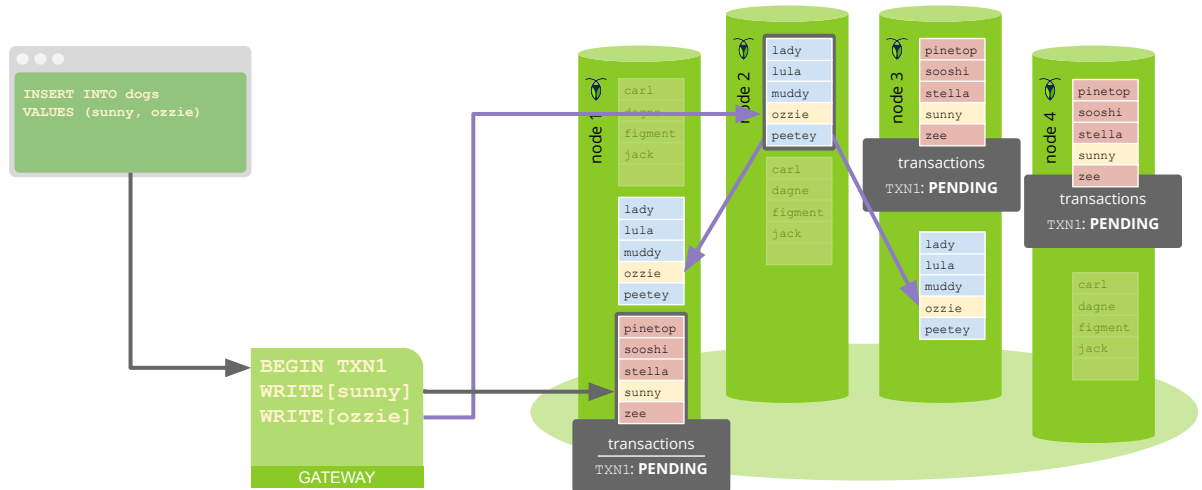 INSERT INTO dogs
VALUES (sunny, ozzie)
BEGIN TXN1
WRITE[sunny]
WRITE[ozzie]
GATEWAY
node 1
carl
dagne
figment
jack
lady
lula
muddy
ozzie
peetey
pinetop
sooshi
stella
sunny
zee
transactions
TXN1: PENDING
node 2
lady
lula
muddy
ozzie
peetey
carl
dagne
figment
jack
node 3
pinetop
sooshi
stella
sunny
zee
transactions
TXN1: PENDING
lady
lula
muddy
ozzie
peetey
node 4
pinetop
sooshi
stella
sunny
zee
transactions
TXN1: PENDING
carl
dagne
figment
jack